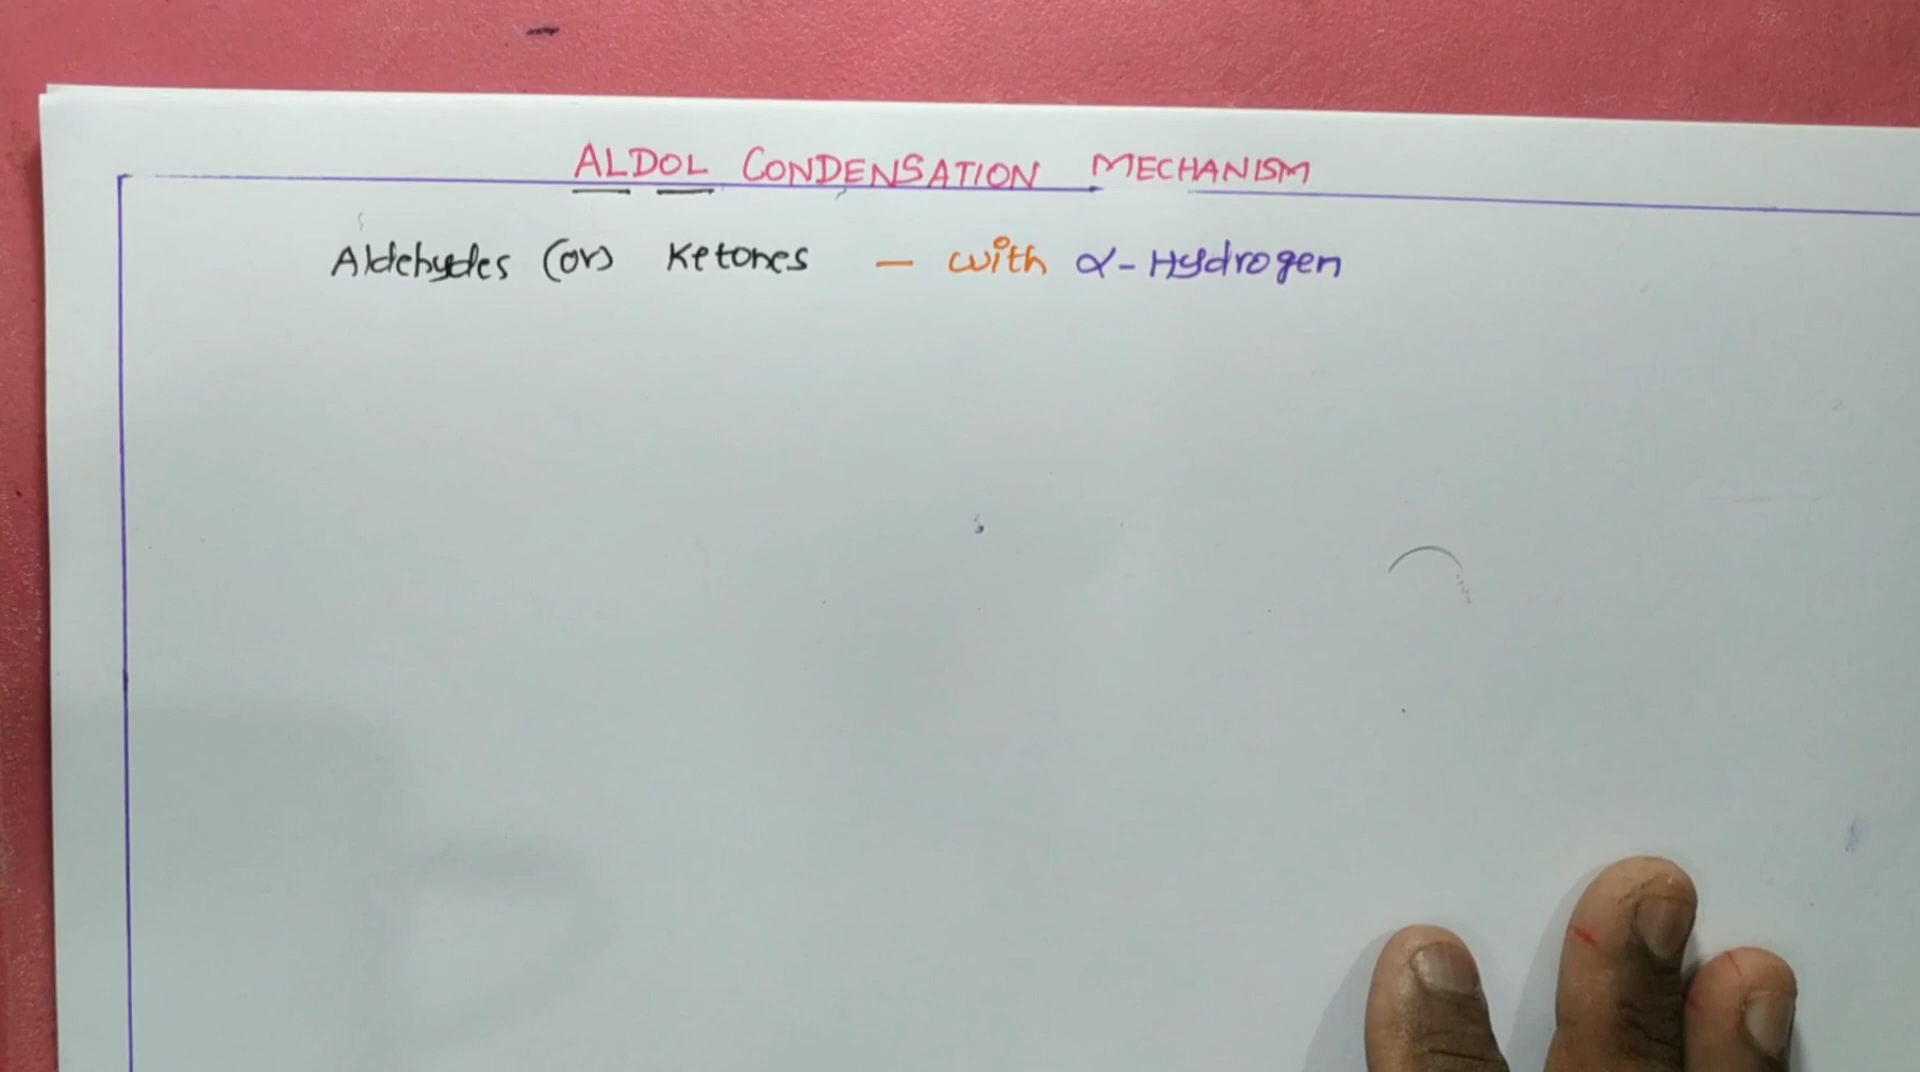 ALDOL CONDENSATION MECHANISM
Aldehydes (or) Ketones - with α-Hydrogen